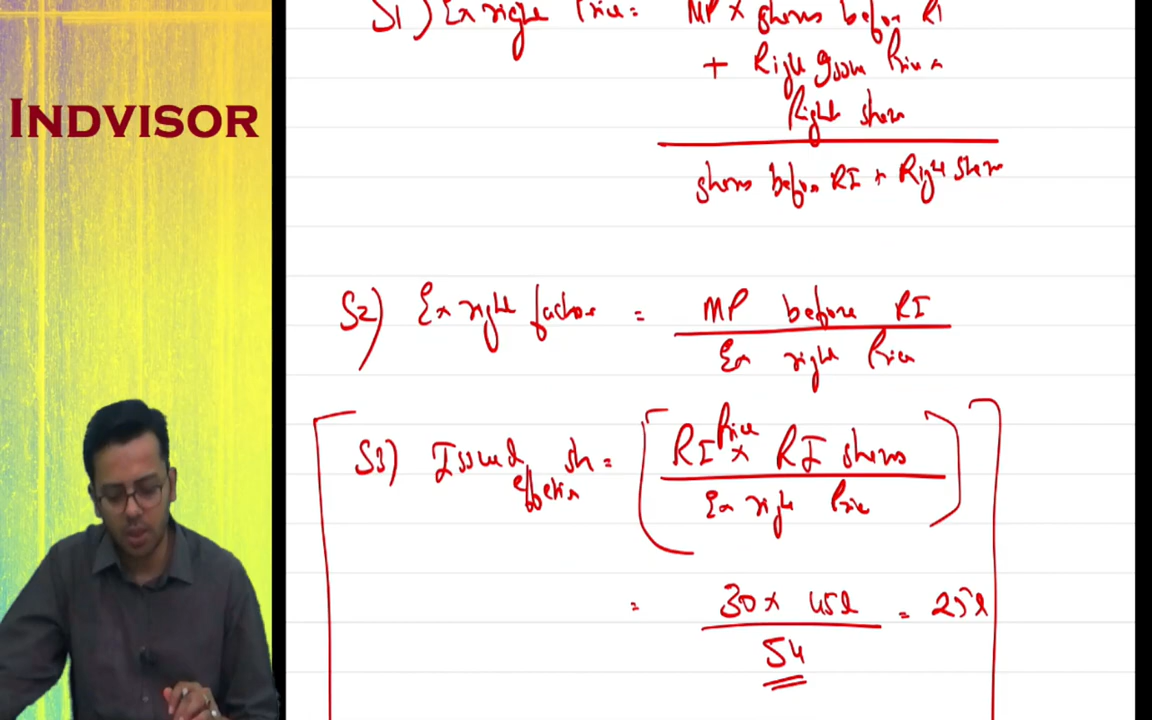 INDVISOR
S1) Ex right Price = MP x shares before RI
+ Right Issue Price x
Right shares
shares before RI + Right shares
S2) Ex right factor = MP before RI
Ex right Price
S3) Issued effective sh = [RI Price x RI shares]
Ex right Price
= 30 x 45l = 25l
54